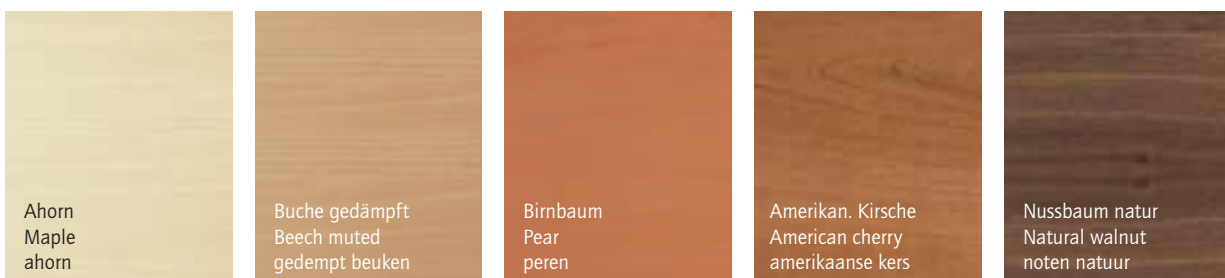 Ahorn
Maple
ahorn
Buche gedämpft
Beech muted
gedempt beuken
Birnbaum
Pear
peren
Amerikan. Kirsche
American cherry
amerikaanse kers
Nussbaum natur
Natural walnut
noten natuur